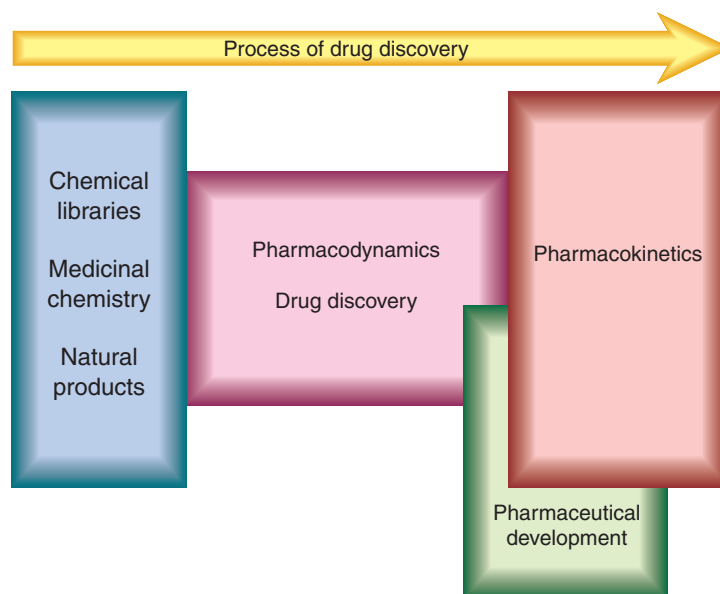 Process of drug discovery
Chemical
libraries
Medicinal
chemistry
Natural
products
Pharmacodynamics
Drug discovery
Pharmacokinetics
Pharmaceutical
development